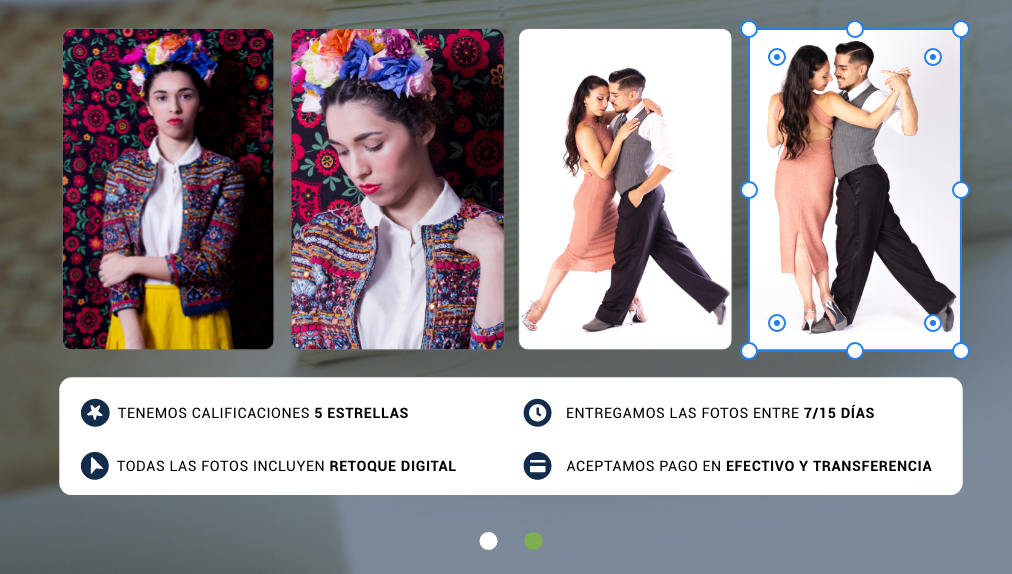 TENEMOS CALIFICACIONES 5 ESTRELLAS
ENTREGAMOS LAS FOTOS ENTRE 7/15 DÍAS
TODAS LAS FOTOS INCLUYEN RETOQUE DIGITAL
ACEPTAMOS PAGO EN EFECTIVO Y TRANSFERENCIA